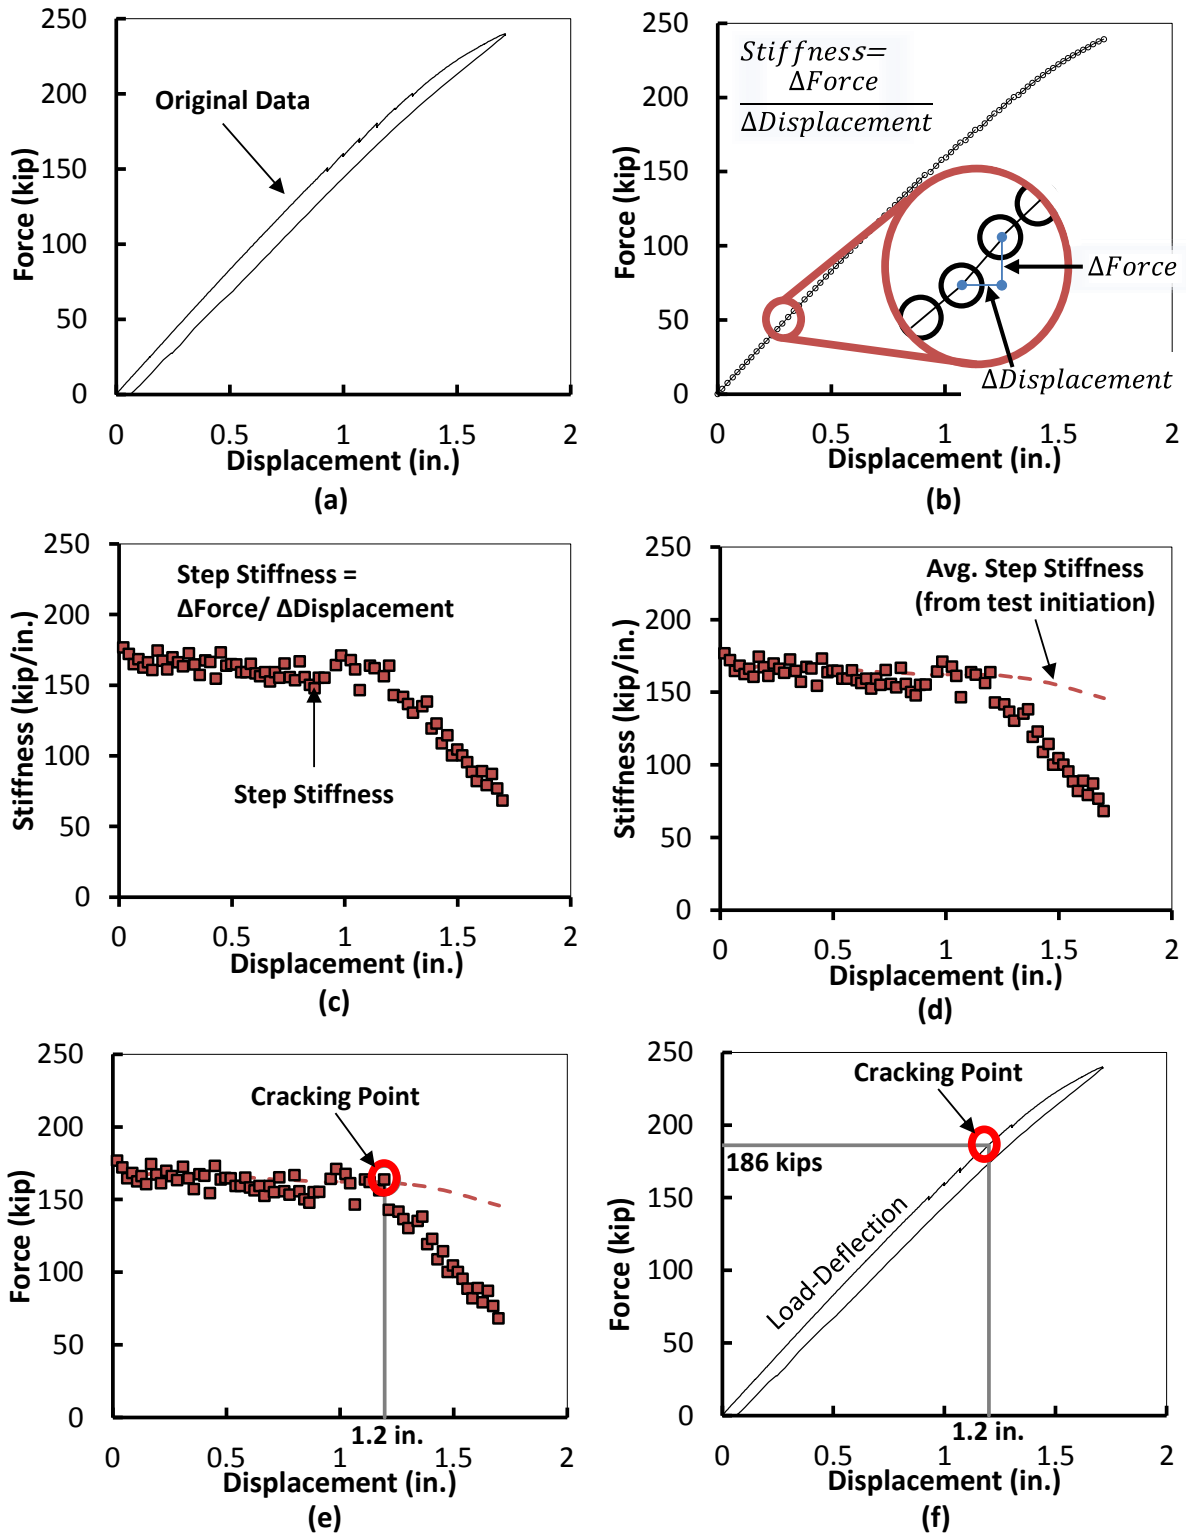 250
200
150
100
50
0
Force (kip)
Original Data
0
0.5
1
1.5
2
Displacement (in.)
(a)
250
200
150
100
50
0
Force (kip)
Stiffness=
ΔForce
ΔDisplacement
ΔForce
ΔDisplacement
0
0.5
1
1.5
2
Displacement (in.)
(b)
250
200
150
100
50
0
Stiffness (kip/in.)
Step Stiffness =
ΔForce/ ΔDisplacement
Step Stiffness
0
0.5
1
1.5
2
Displacement (in.)
(c)
250
200
150
100
50
0
Stiffness (kip/in.)
Avg. Step Stiffness
(from test initiation)
0
0.5
1
1.5
2
Displacement (in.)
(d)
250
200
150
100
50
0
Force (kip)
Cracking Point
1.2 in.
0
0.5
1
1.5
2
Displacement (in.)
(e)
250
200
150
100
50
0
Force (kip)
Cracking Point
186 kips
Load-Deflection
1.2 in.
0
0.5
1
1.5
2
Displacement (in.)
(f)